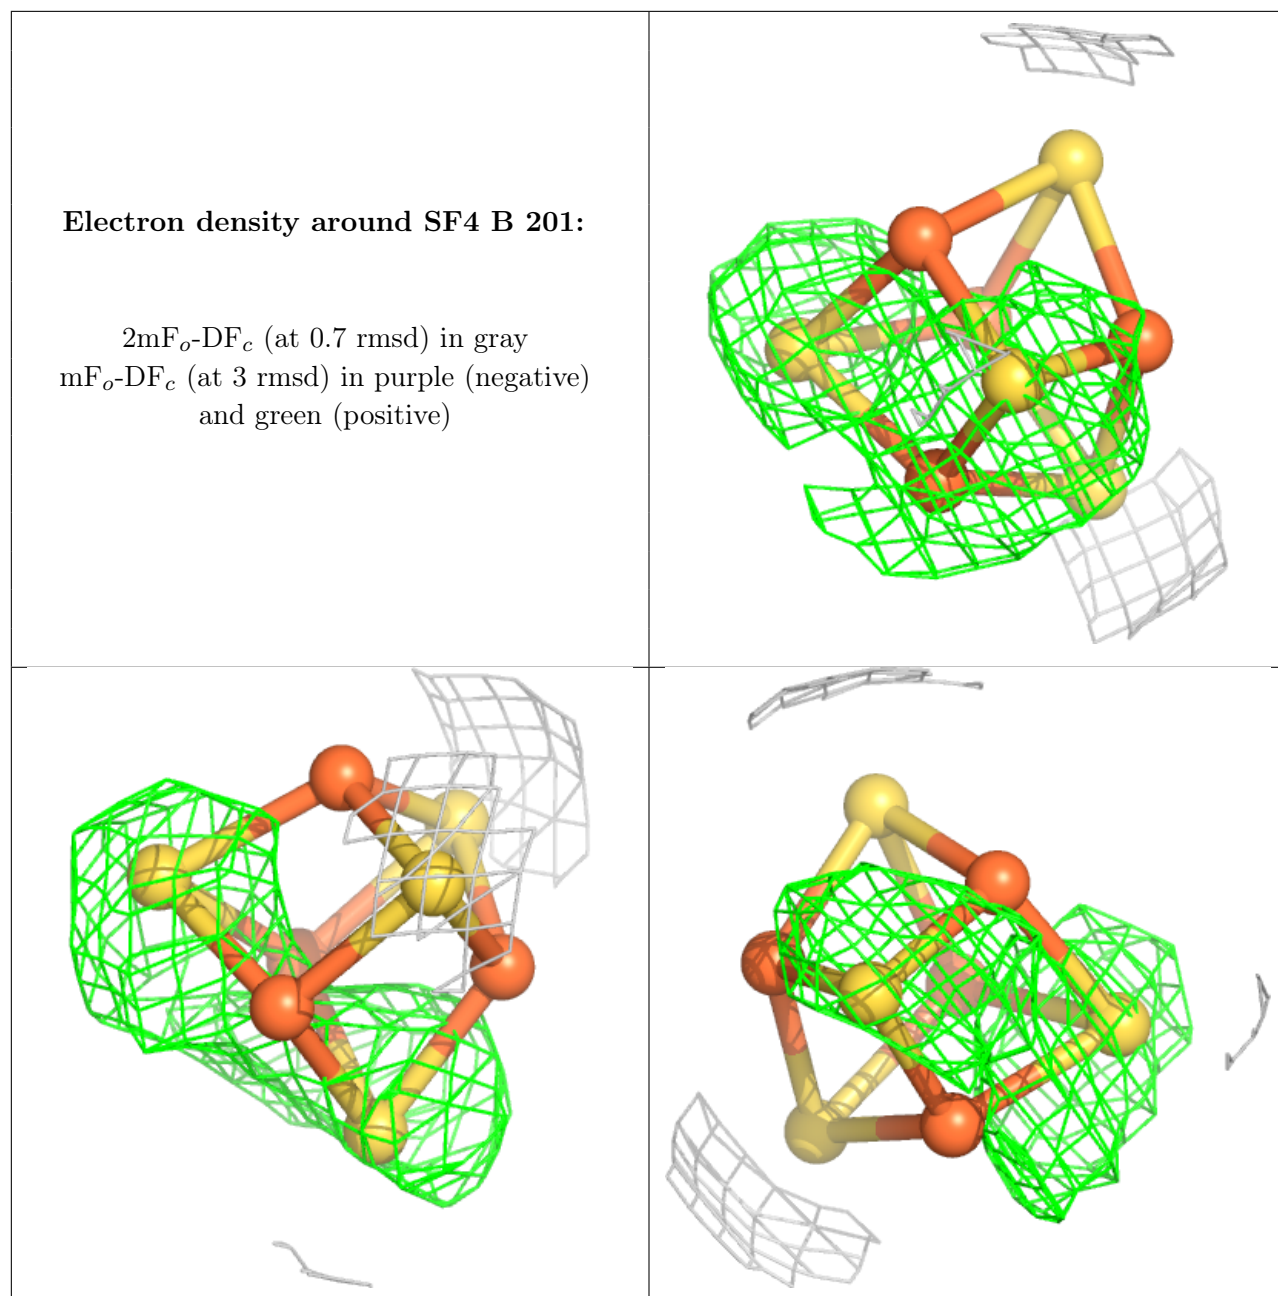 Electron density around SF4 B 201:
2mFo-DFc (at 0.7 rmsd) in gray
mFo-DFc (at 3 rmsd) in purple (negative)
and green (positive)